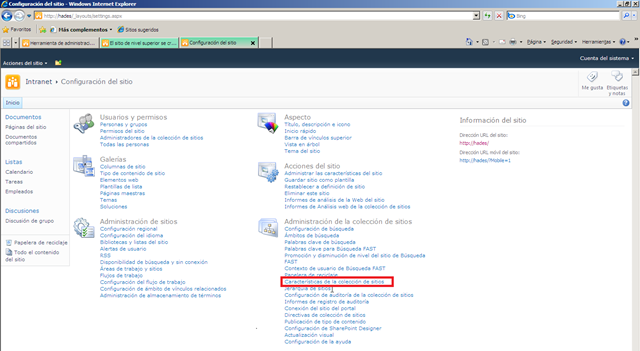 Configuración del sitio - Windows Internet Explorer
http://hades/_layouts/settings.aspx
Bing
Favoritos
Más complementos
Sitios sugeridos
Herramienta de administraci...
El sitio de nivel superior se cr...
Configuración del sitio
Página
Seguridad
Herramientas
Acciones del sitio
Cuenta del sistema
Intranet
Configuración del sitio
Me gusta
Etiquetas y notas
Inicio
Documentos
Páginas del sitio
Documentos compartidos
Listas
Calendario
Tareas
Empleados
Discusiones
Discusión de grupo
Papelera de reciclaje
Todo el contenido del sitio
Usuarios y permisos
Personas y grupos
Permisos del sitio
Administradores de la colección de sitios
Todas las personas
Galerías
Columnas de sitio
Tipo de contenido de sitio
Elementos web
Plantillas de lista
Páginas maestras
Temas
Soluciones
Administración de sitios
Configuración regional
Configuración del idioma
Bibliotecas y listas del sitio
Alertas de usuario
RSS
Disponibilidad de búsqueda y sin conexión
Áreas de trabajo y sitios
Flujos de trabajo
Configuración del flujo de trabajo
Configuración de ámbito de vínculos relacionados
Administración de almacenamiento de términos
Aspecto
Título, descripción e icono
Inicio rápido
Barra de vínculos superior
Vista en árbol
Tema del sitio
Acciones del sitio
Administrar las características del sitio
Guardar sitio como plantilla
Restablecer a definición de sitio
Eliminar este sitio
Informes de análisis de la Web del sitio
Informes de Análisis web de la colección de sitios
Administración de la colección de sitios
Configuración de búsqueda
Ámbitos de búsqueda
Palabras clave de búsqueda
Palabras clave para Búsqueda FAST
Promoción y disminución de nivel del sitio de Búsqueda
FAST
Contexto de usuario de Búsqueda FAST
Papelera de reciclaje
Características de la colección de sitios
Jerarquía de sitios
Configuración de auditoría de la colección de sitios
Informes de registro de auditoría
Conexión del sitio del portal
Directivas de colección de sitios
Publicación de tipo de contenido
Configuración de SharePoint Designer
Actualización visual
Configuración de la ayuda
Información del sitio
Dirección URL del sitio:
http://hades/
Dirección URL móvil del sitio:
http://hades/?Mobile=1